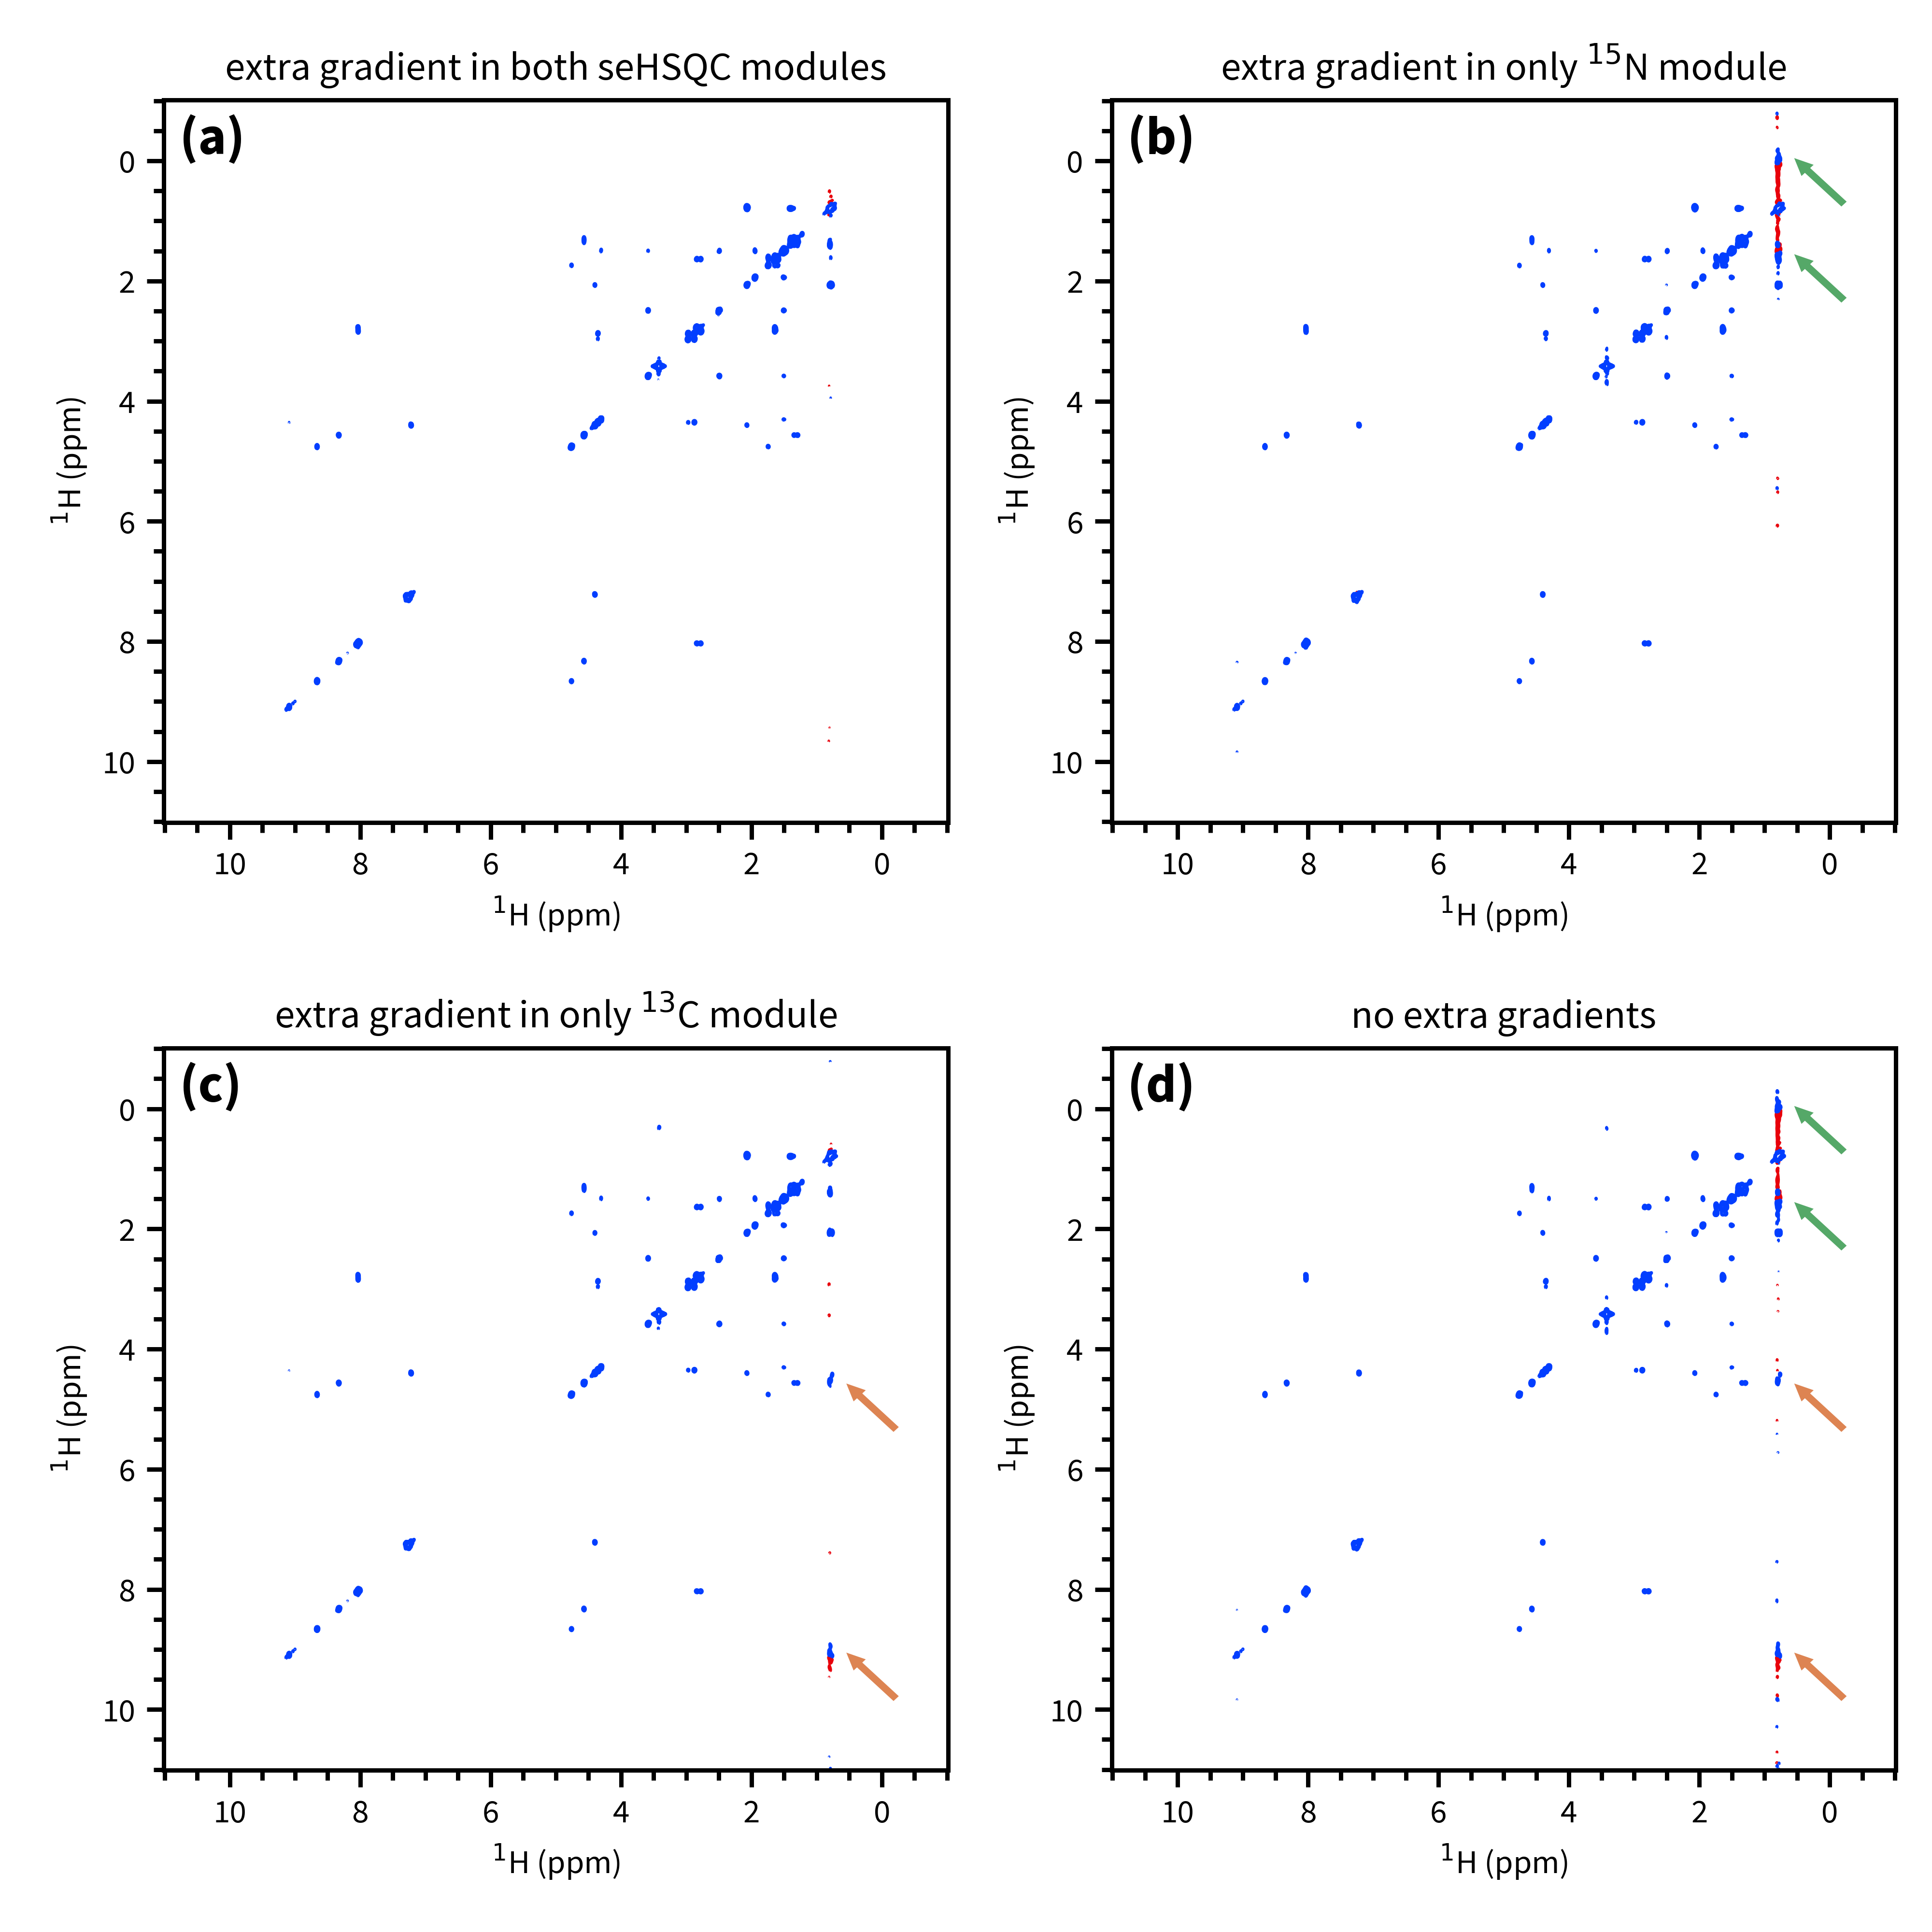 extra gradient in both seHSQC modules
(a)
0
2
4
6
8
10
¹H (ppm)
10 8 6 4 2 0
¹H (ppm)
extra gradient in only ¹⁵N module
(b)
0
2
4
6
8
10
¹H (ppm)
10 8 6 4 2 0
¹H (ppm)
extra gradient in only ¹³C module
(c)
0
2
4
6
8
10
¹H (ppm)
10 8 6 4 2 0
¹H (ppm)
no extra gradients
(d)
0
2
4
6
8
10
¹H (ppm)
10 8 6 4 2 0
¹H (ppm)